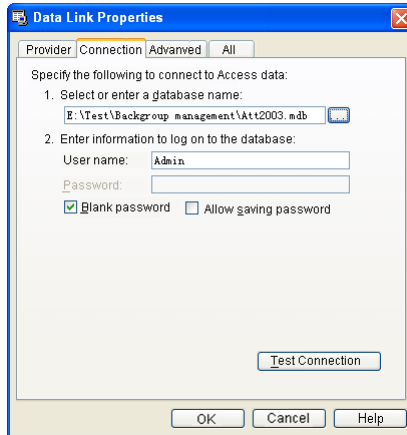 Data Link Properties
Provider Connection Advanved All
Specify the following to connect to Access data:
1. Select or enter a database name:
E:\Test\Backgroup management\Att2003.mdb ...
2. Enter information to log on to the database:
User name: Admin
Password:
Blank password Allow saving password
Test Connection
OK Cancel Help